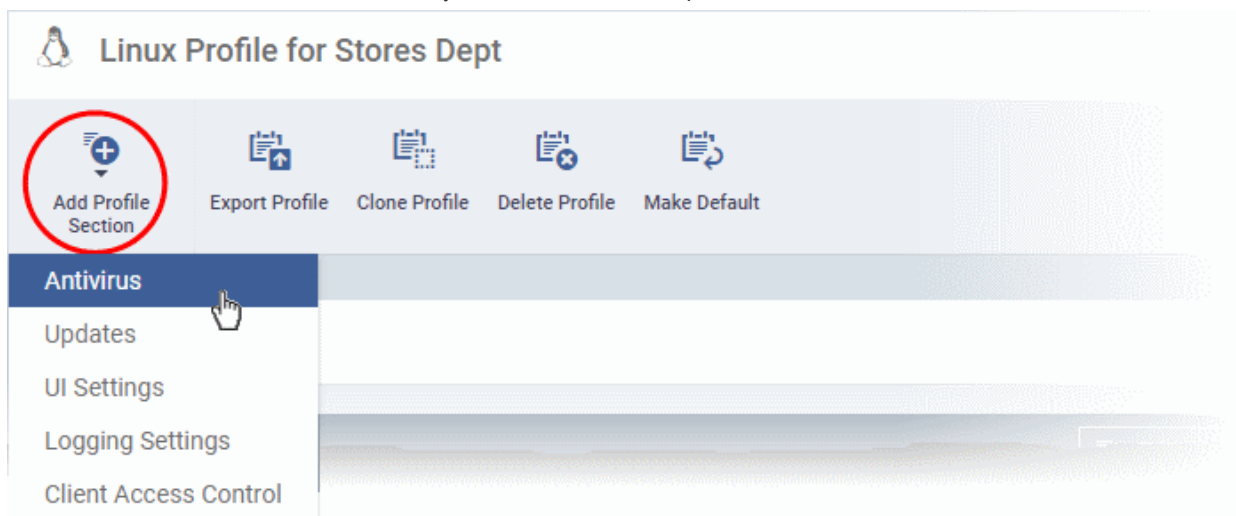 Linux Profile for Stores Dept
Add Profile
Section
Export Profile
Clone Profile
Delete Profile
Make Default
Antivirus
Updates
UI Settings
Logging Settings
Client Access Control